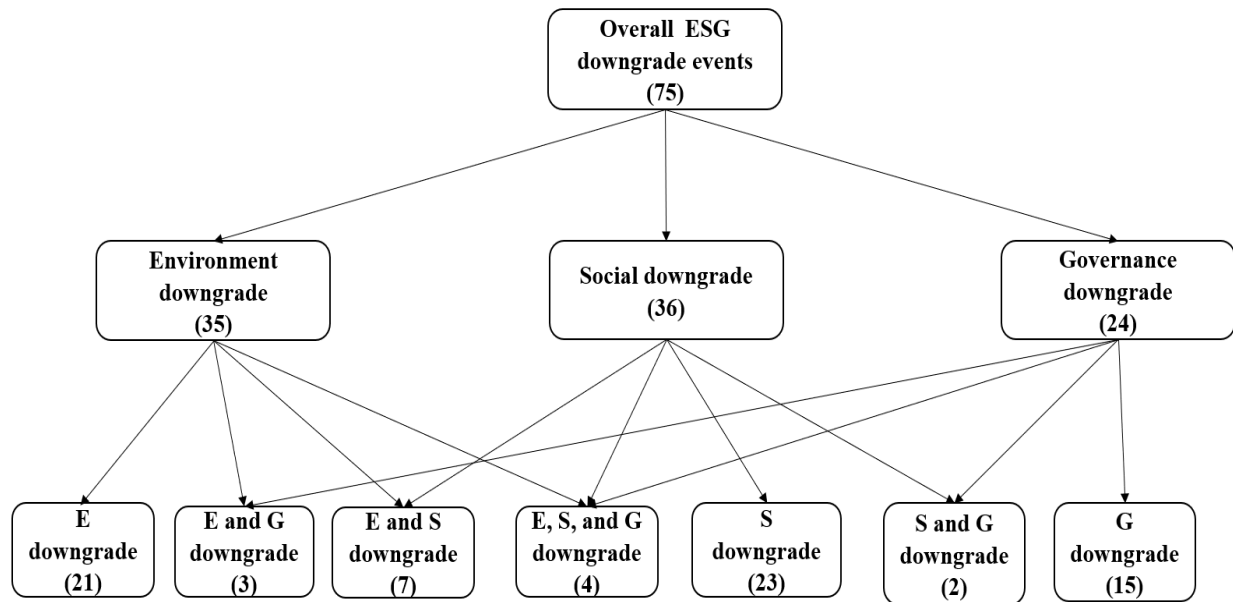 Overall ESG
downgrade events
(75)
Environment
downgrade
(35)
Social downgrade
(36)
Governance
downgrade
(24)
E
downgrade
(21)
E and G
downgrade
(3)
E and S
downgrade
(7)
E, S, and G
downgrade
(4)
S
downgrade
(23)
S and G
downgrade
(2)
G
downgrade
(15)